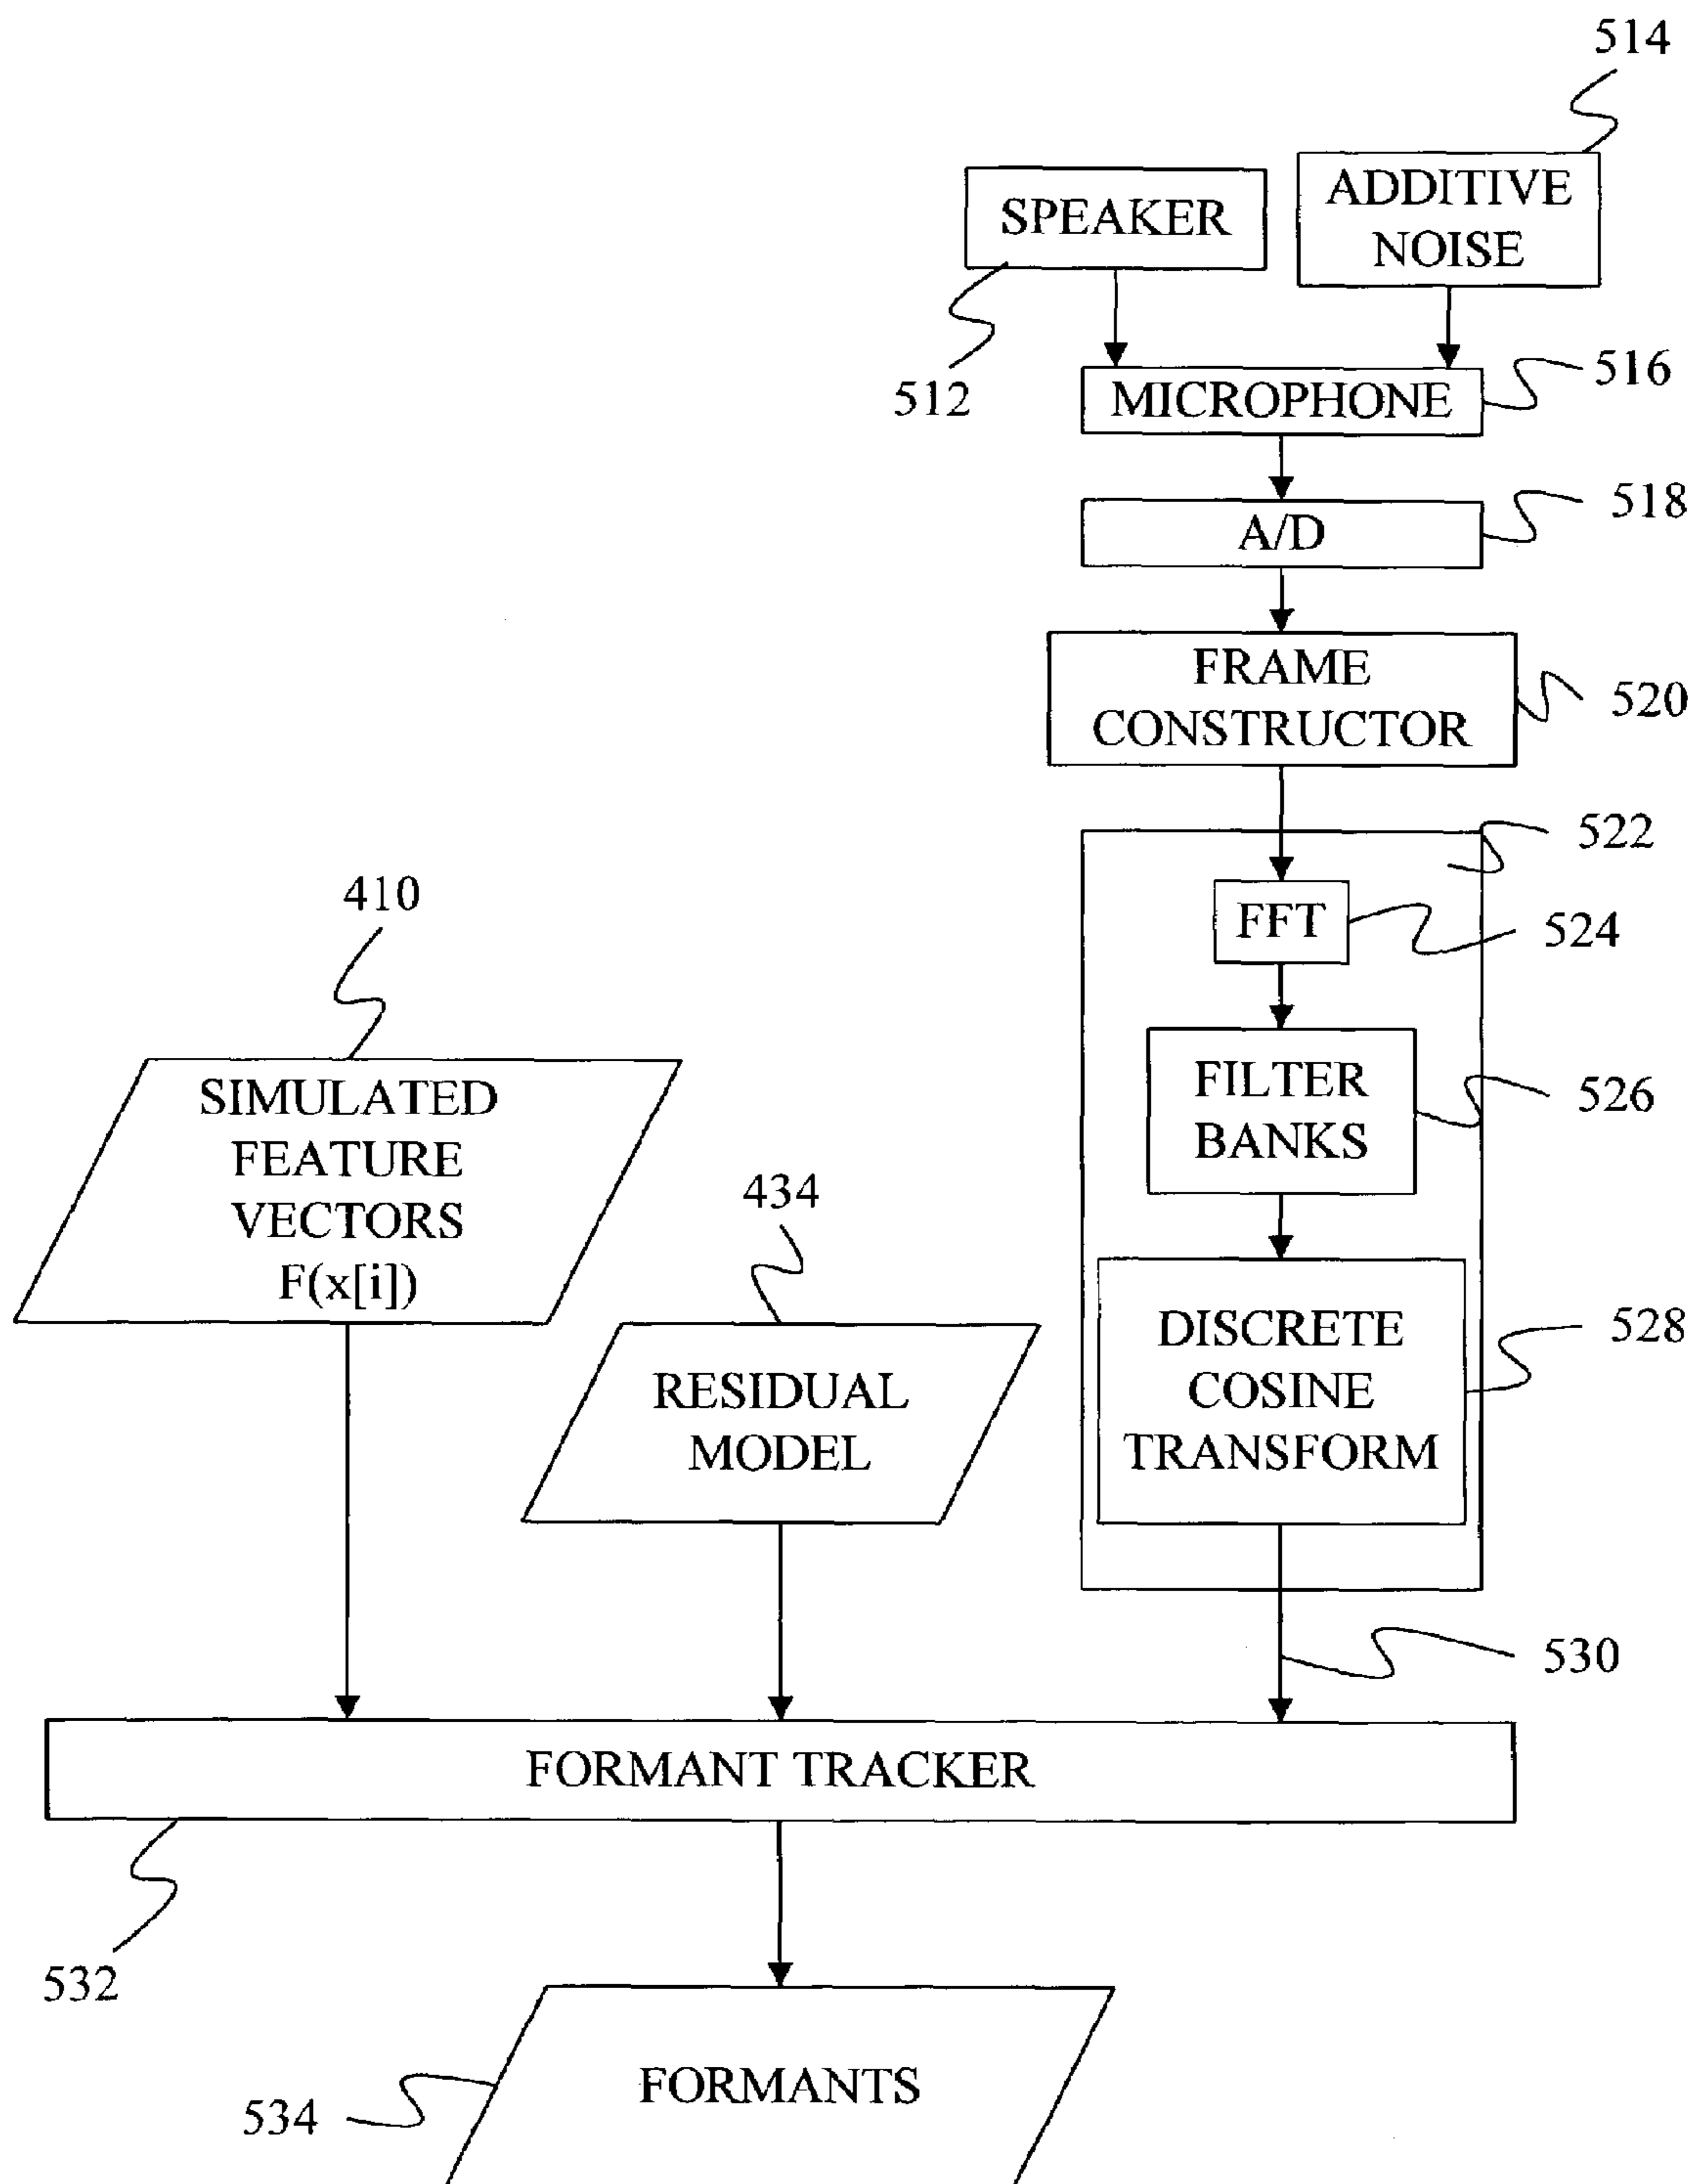 514
SPEAKER
ADDITIVE
NOISE
512
MICROPHONE
516
A/D
518
FRAME
CONSTRUCTOR
520
522
FFT
524
410
FILTER
BANKS
526
SIMULATED
FEATURE
VECTORS
F(x[i])
434
DISCRETE
COSINE
TRANSFORM
528
RESIDUAL
MODEL
530
FORMANT TRACKER
532
FORMANTS
534